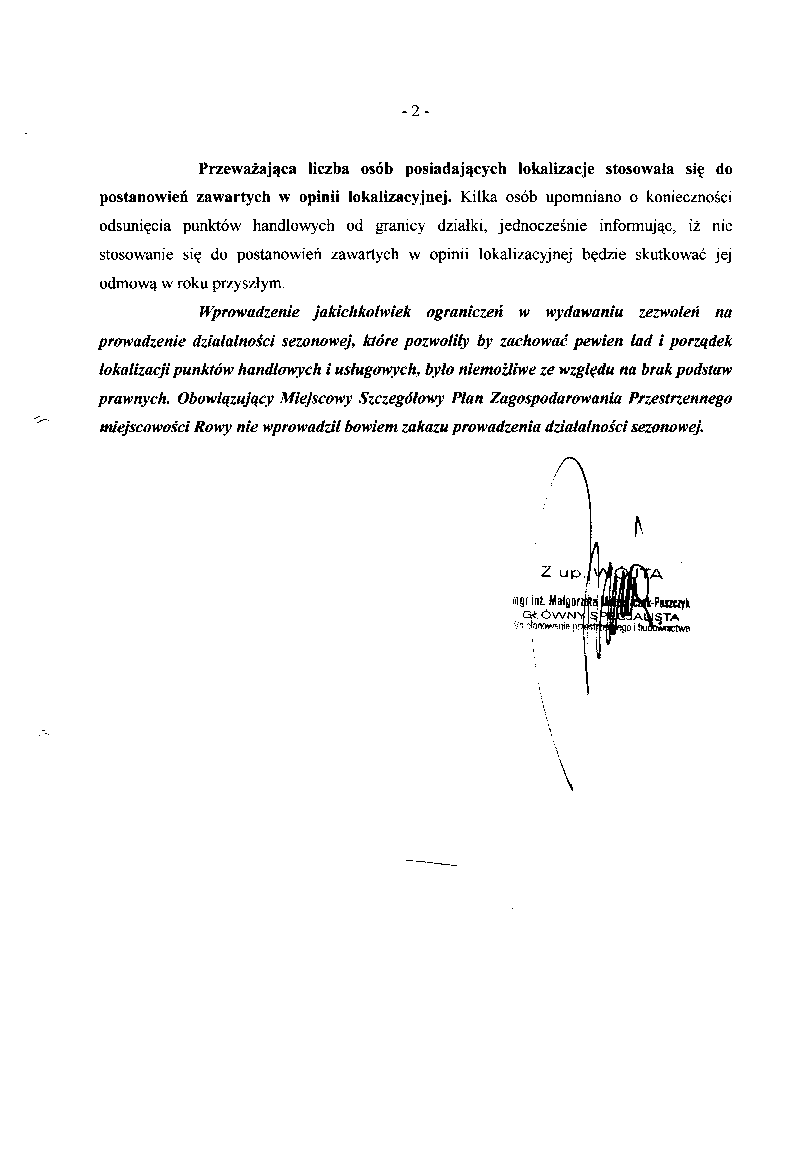 - 2 -
Przeważająca liczba osób posiadających lokalizacje stosowała się do
postanowień zawartych w opinii lokalizacyjnej. Kilka osób upomniano o konieczności
odsunięcia punktów handlowych od granicy działki, jednocześnie informując, iż nie
stosowanie się do postanowień zawartych w opinii lokalizacyjnej będzie skutkować jej
odmową w roku przyszłym.
Wprowadzenie jakichkolwiek ograniczeń w wydawaniu zezwoleń na
prowadzenie działalności sezonowej, które pozwoliły by zachować pewien ład i porządek
lokalizacji punktów handlowych i usługowych, było niemożliwe ze względu na brak podstaw
prawnych. Obowiązujący Miejscowy Szczegółowy Plan Zagospodarowania Przestrzennego
miejscowości Rowy nie wprowadził bowiem zakazu prowadzenia działalności sezonowej.
Z up. WÓJTA
mgr inż. Małgorzata
GŁÓWNY SPECJALISTA